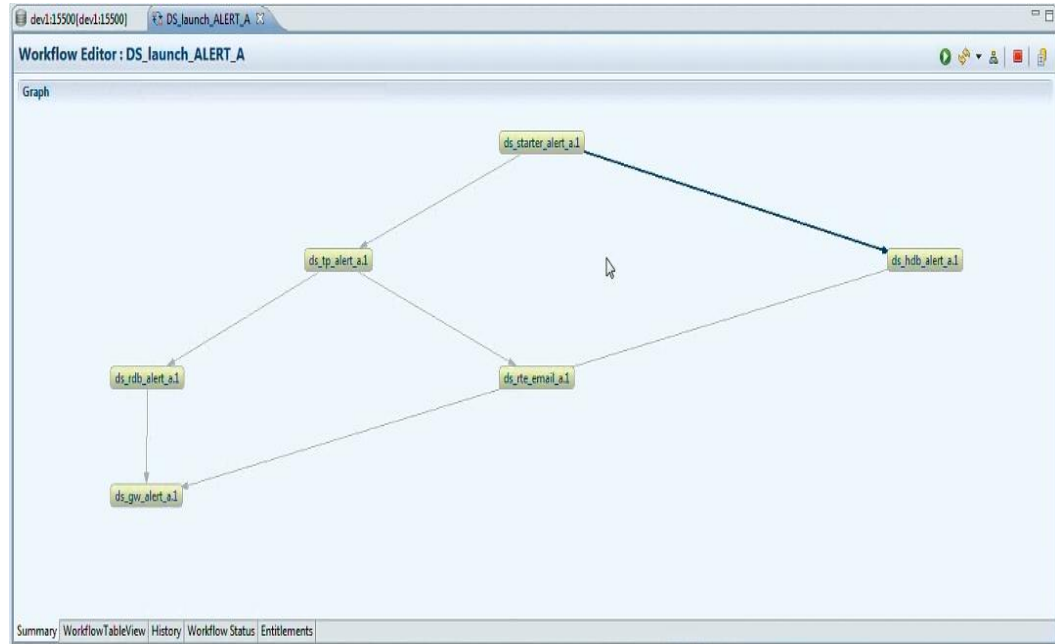 dev1:15500[dev1:15500]
DS_launch_ALERT_A
Workflow Editor : DS_launch_ALERT_A
Graph
ds_starter_alert_a.1
ds_tp_alert_a.1
ds_hdb_alert_a.1
ds_rdb_alert_a.1
ds_rte_email_a.1
ds_gw_alert_a.1
Summary WorkflowTableView History Workflow Status Entitlements